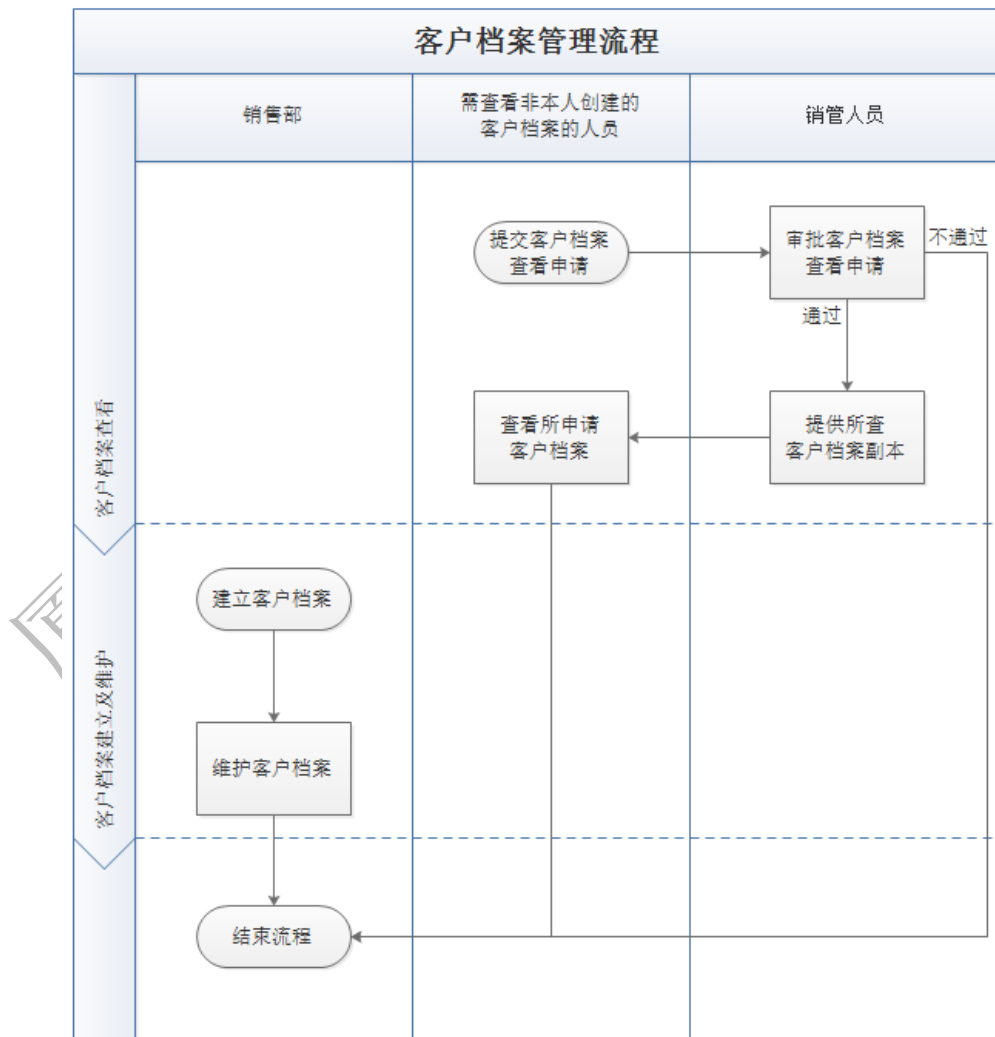 客户档案管理流程
销售部
需查看非本人创建的
客户档案的人员
销管人员
客户档案查看
提交客户档案
查看申请
审批客户档案
查看申请
不通过
通过
查看所申请
客户档案
提供所查
客户档案副本
客户档案建立及维护
建立客户档案
维护客户档案
结束流程